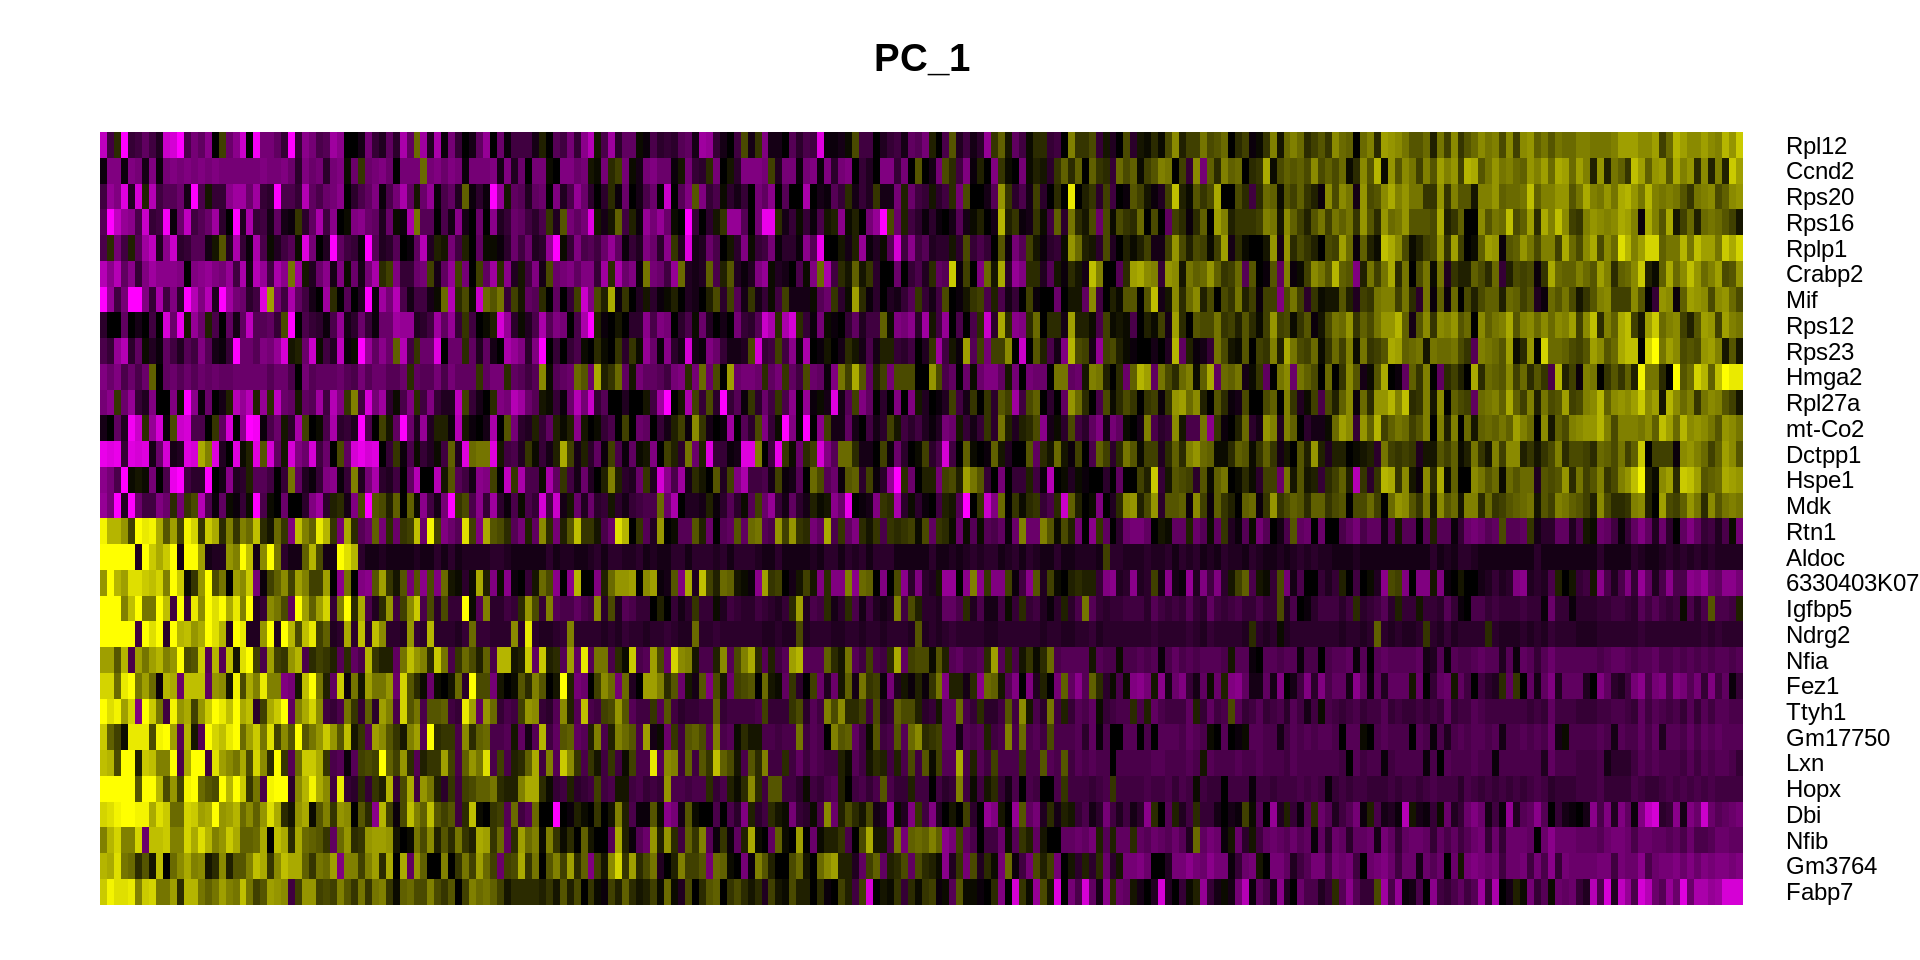 PC_1
Rpl12
Ccnd2
Rps20
Rps16
Rplp1
Crabp2
Mif
Rps12
Rps23
Hmga2
Rpl27a
mt-Co2
Dctpp1
Hspe1
Mdk
Rtn1
Aldoc
6330403K07
Igfbp5
Ndrg2
Nfia
Fez1
Ttyh1
Gm17750
Lxn
Hopx
Dbi
Nfib
Gm3764
Fabp7